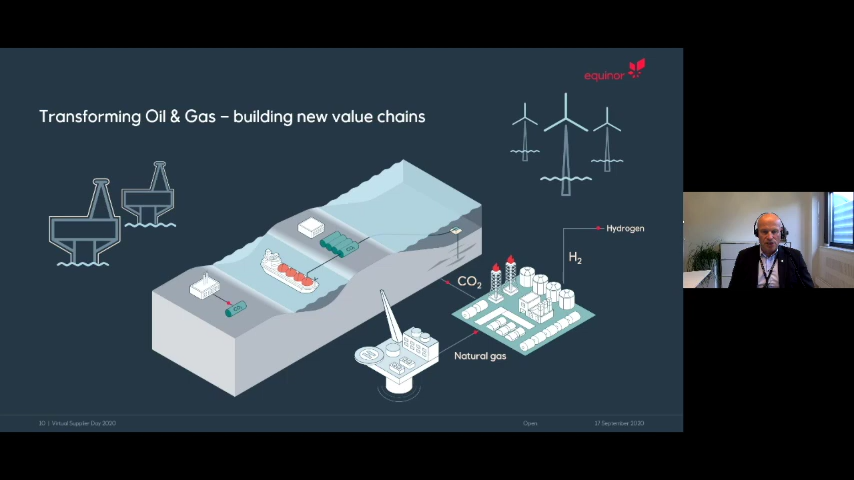 equinor
Transforming Oil & Gas – building new value chains
Hydrogen
H2
CO2
Natural gas
10 | Virtual Supplier Day 2020
Open
17 September 2020